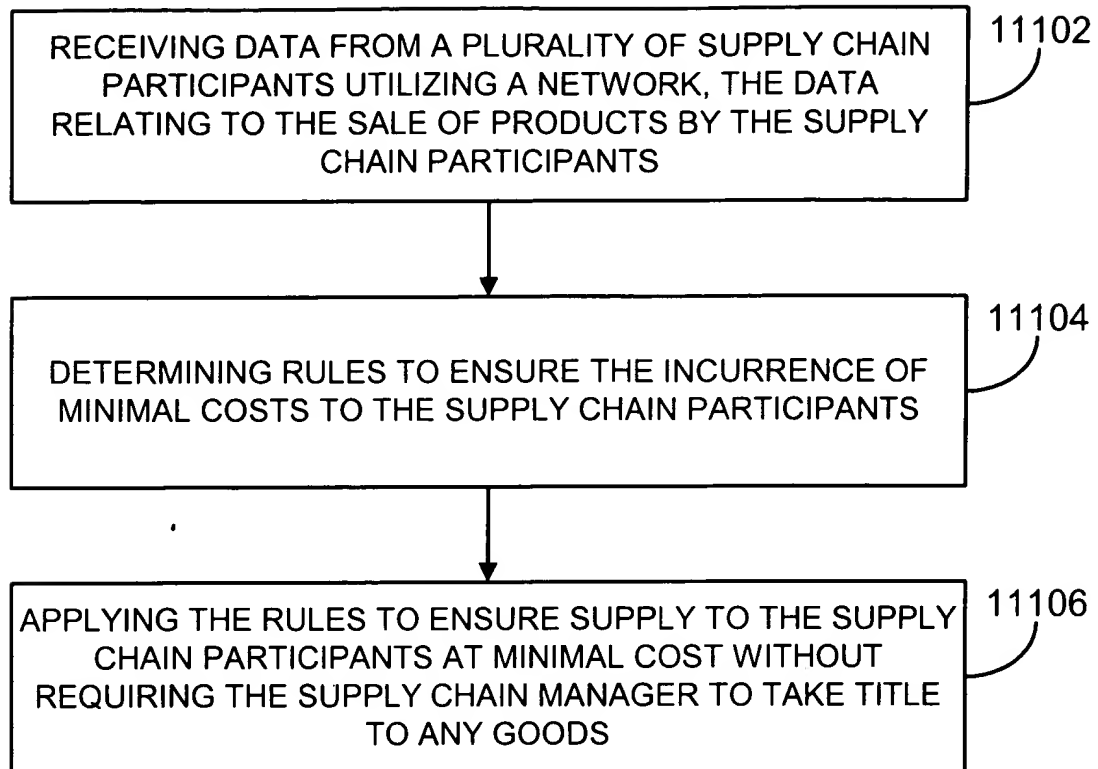 RECEIVING DATA FROM A PLURALITY OF SUPPLY CHAIN
PARTICIPANTS UTILIZING A NETWORK, THE DATA
RELATING TO THE SALE OF PRODUCTS BY THE SUPPLY
CHAIN PARTICIPANTS
11102
DETERMINING RULES TO ENSURE THE INCURRENCE OF
MINIMAL COSTS TO THE SUPPLY CHAIN PARTICIPANTS
11104
APPLYING THE RULES TO ENSURE SUPPLY TO THE SUPPLY
CHAIN PARTICIPANTS AT MINIMAL COST WITHOUT
REQUIRING THE SUPPLY CHAIN MANAGER TO TAKE TITLE
TO ANY GOODS
11106